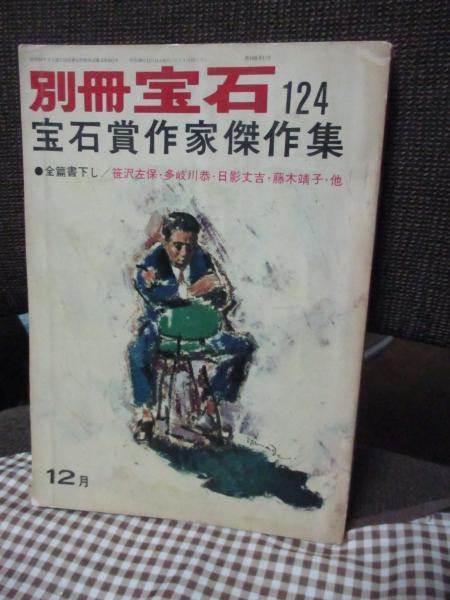 別冊宝石 124
宝石賞作家傑作集
●全篇書下し／笹沢左保・多岐川恭・日影丈吉・藤木靖子・他
12月